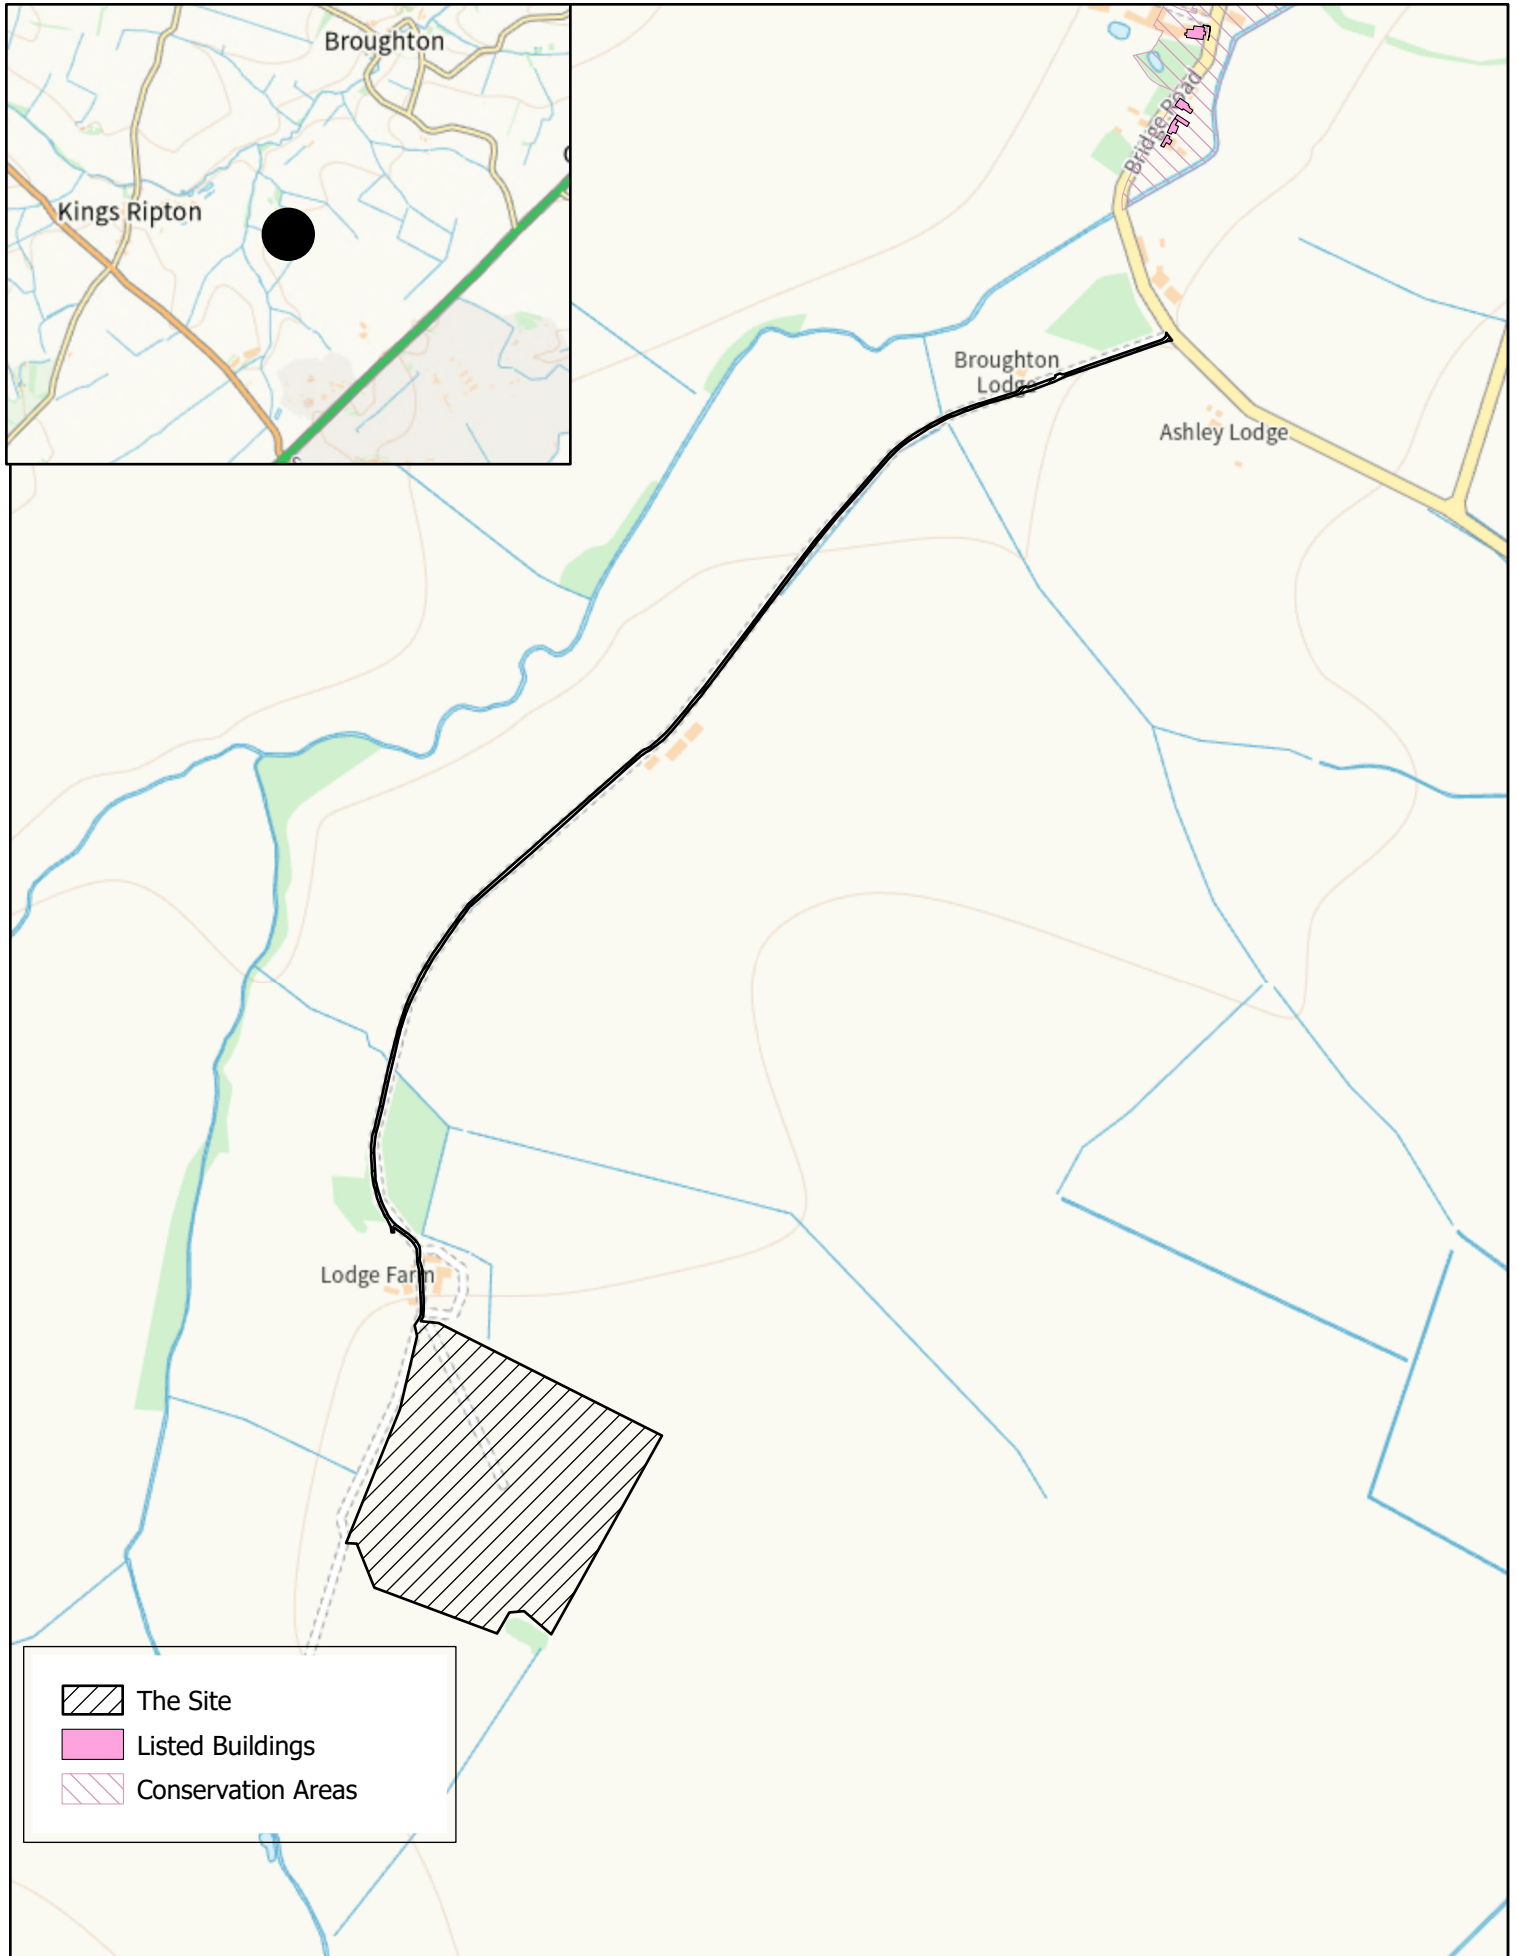 Broughton
Kings Ripton
Bridge Road
Broughton
Lodge
Ashley Lodge
Lodge Farm
The Site
Listed Buildings
Conservation Areas